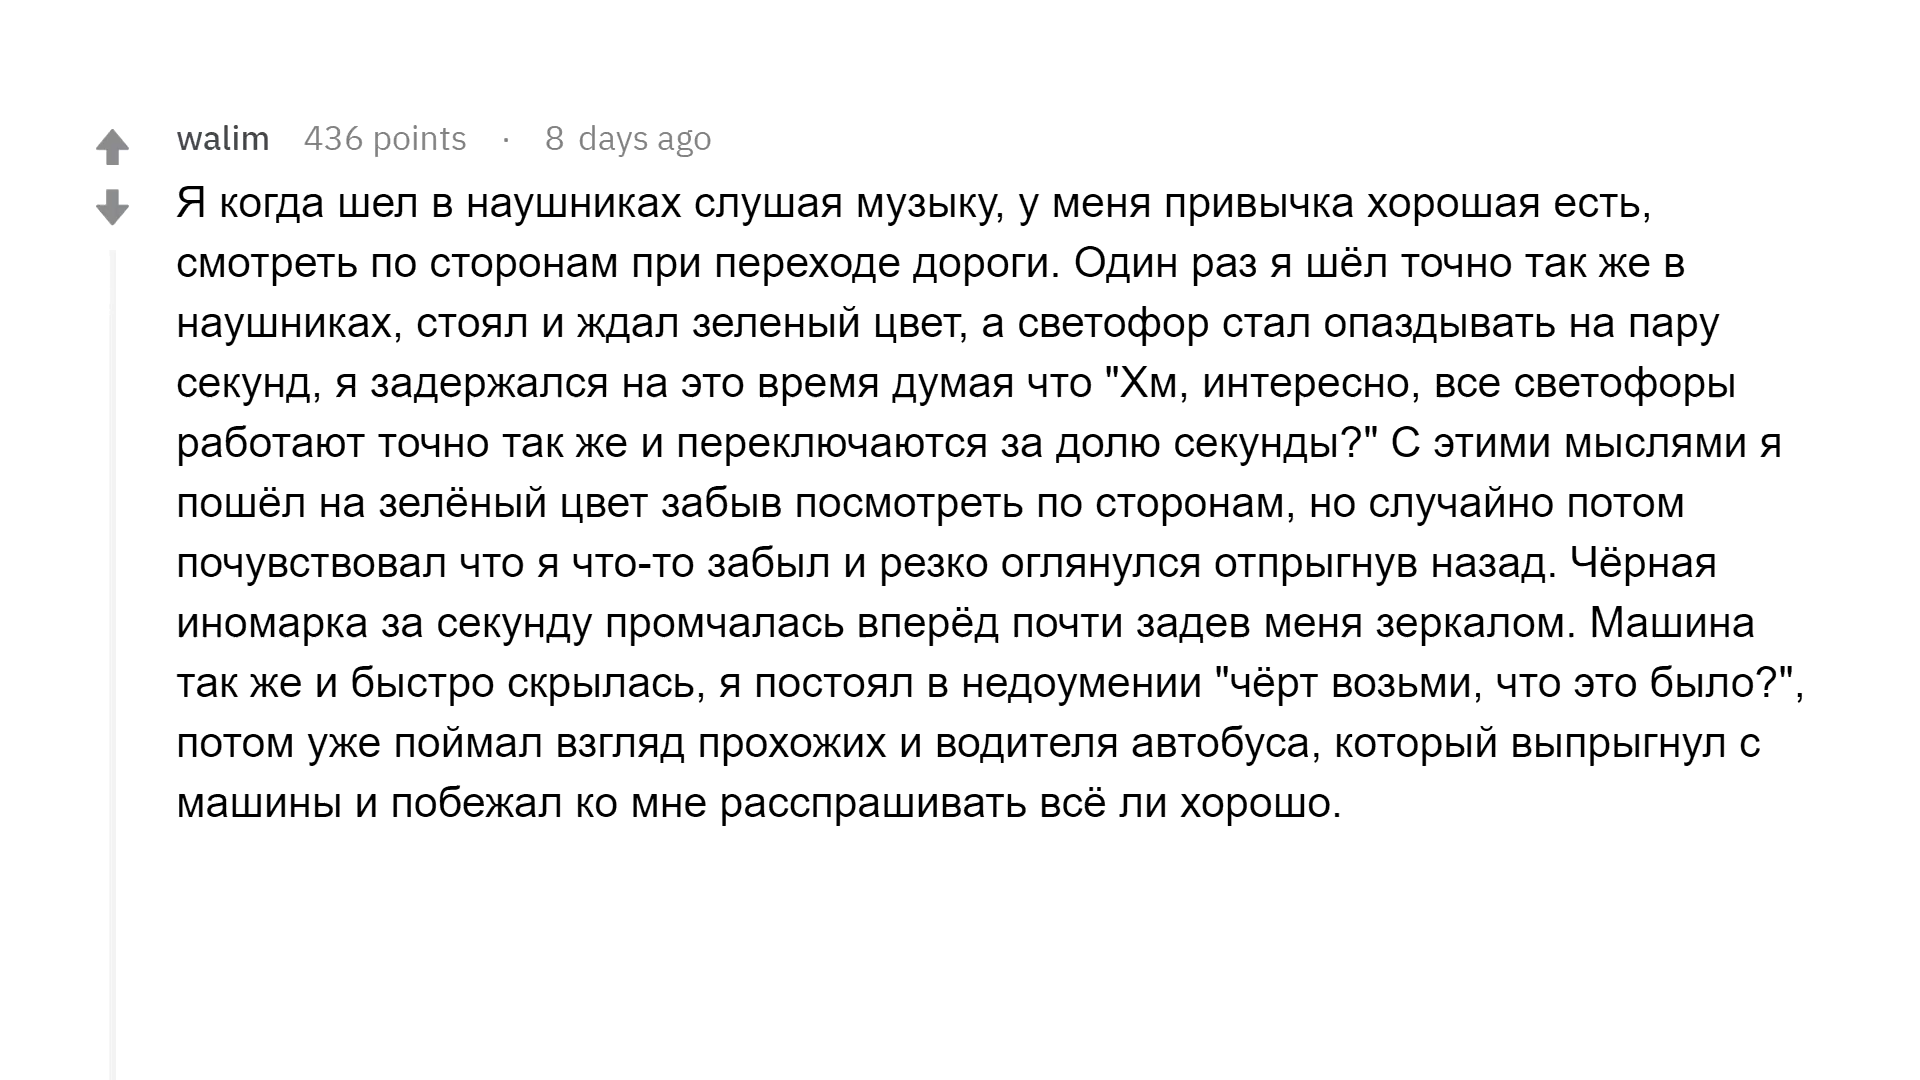 walim 436 points · 8 days ago
Я когда шел в наушниках слушая музыку, у меня привычка хорошая есть,
смотреть по сторонам при переходе дороги. Один раз я шёл точно так же в
наушниках, стоял и ждал зеленый цвет, а светофор стал опаздывать на пару
секунд, я задержался на это время думая что "Хм, интересно, все светофоры
работают точно так же и переключаются за долю секунды?" С этими мыслями я
пошёл на зелёный цвет забыв посмотреть по сторонам, но случайно потом
почувствовал что я что-то забыл и резко оглянулся отпрыгнув назад. Чёрная
иномарка за секунду промчалась вперёд почти задев меня зеркалом. Машина
так же и быстро скрылась, я постоял в недоумении "чёрт возьми, что это было?",
потом уже поймал взгляд прохожих и водителя автобуса, который выпрыгнул с
машины и побежал ко мне расспрашивать всё ли хорошо.